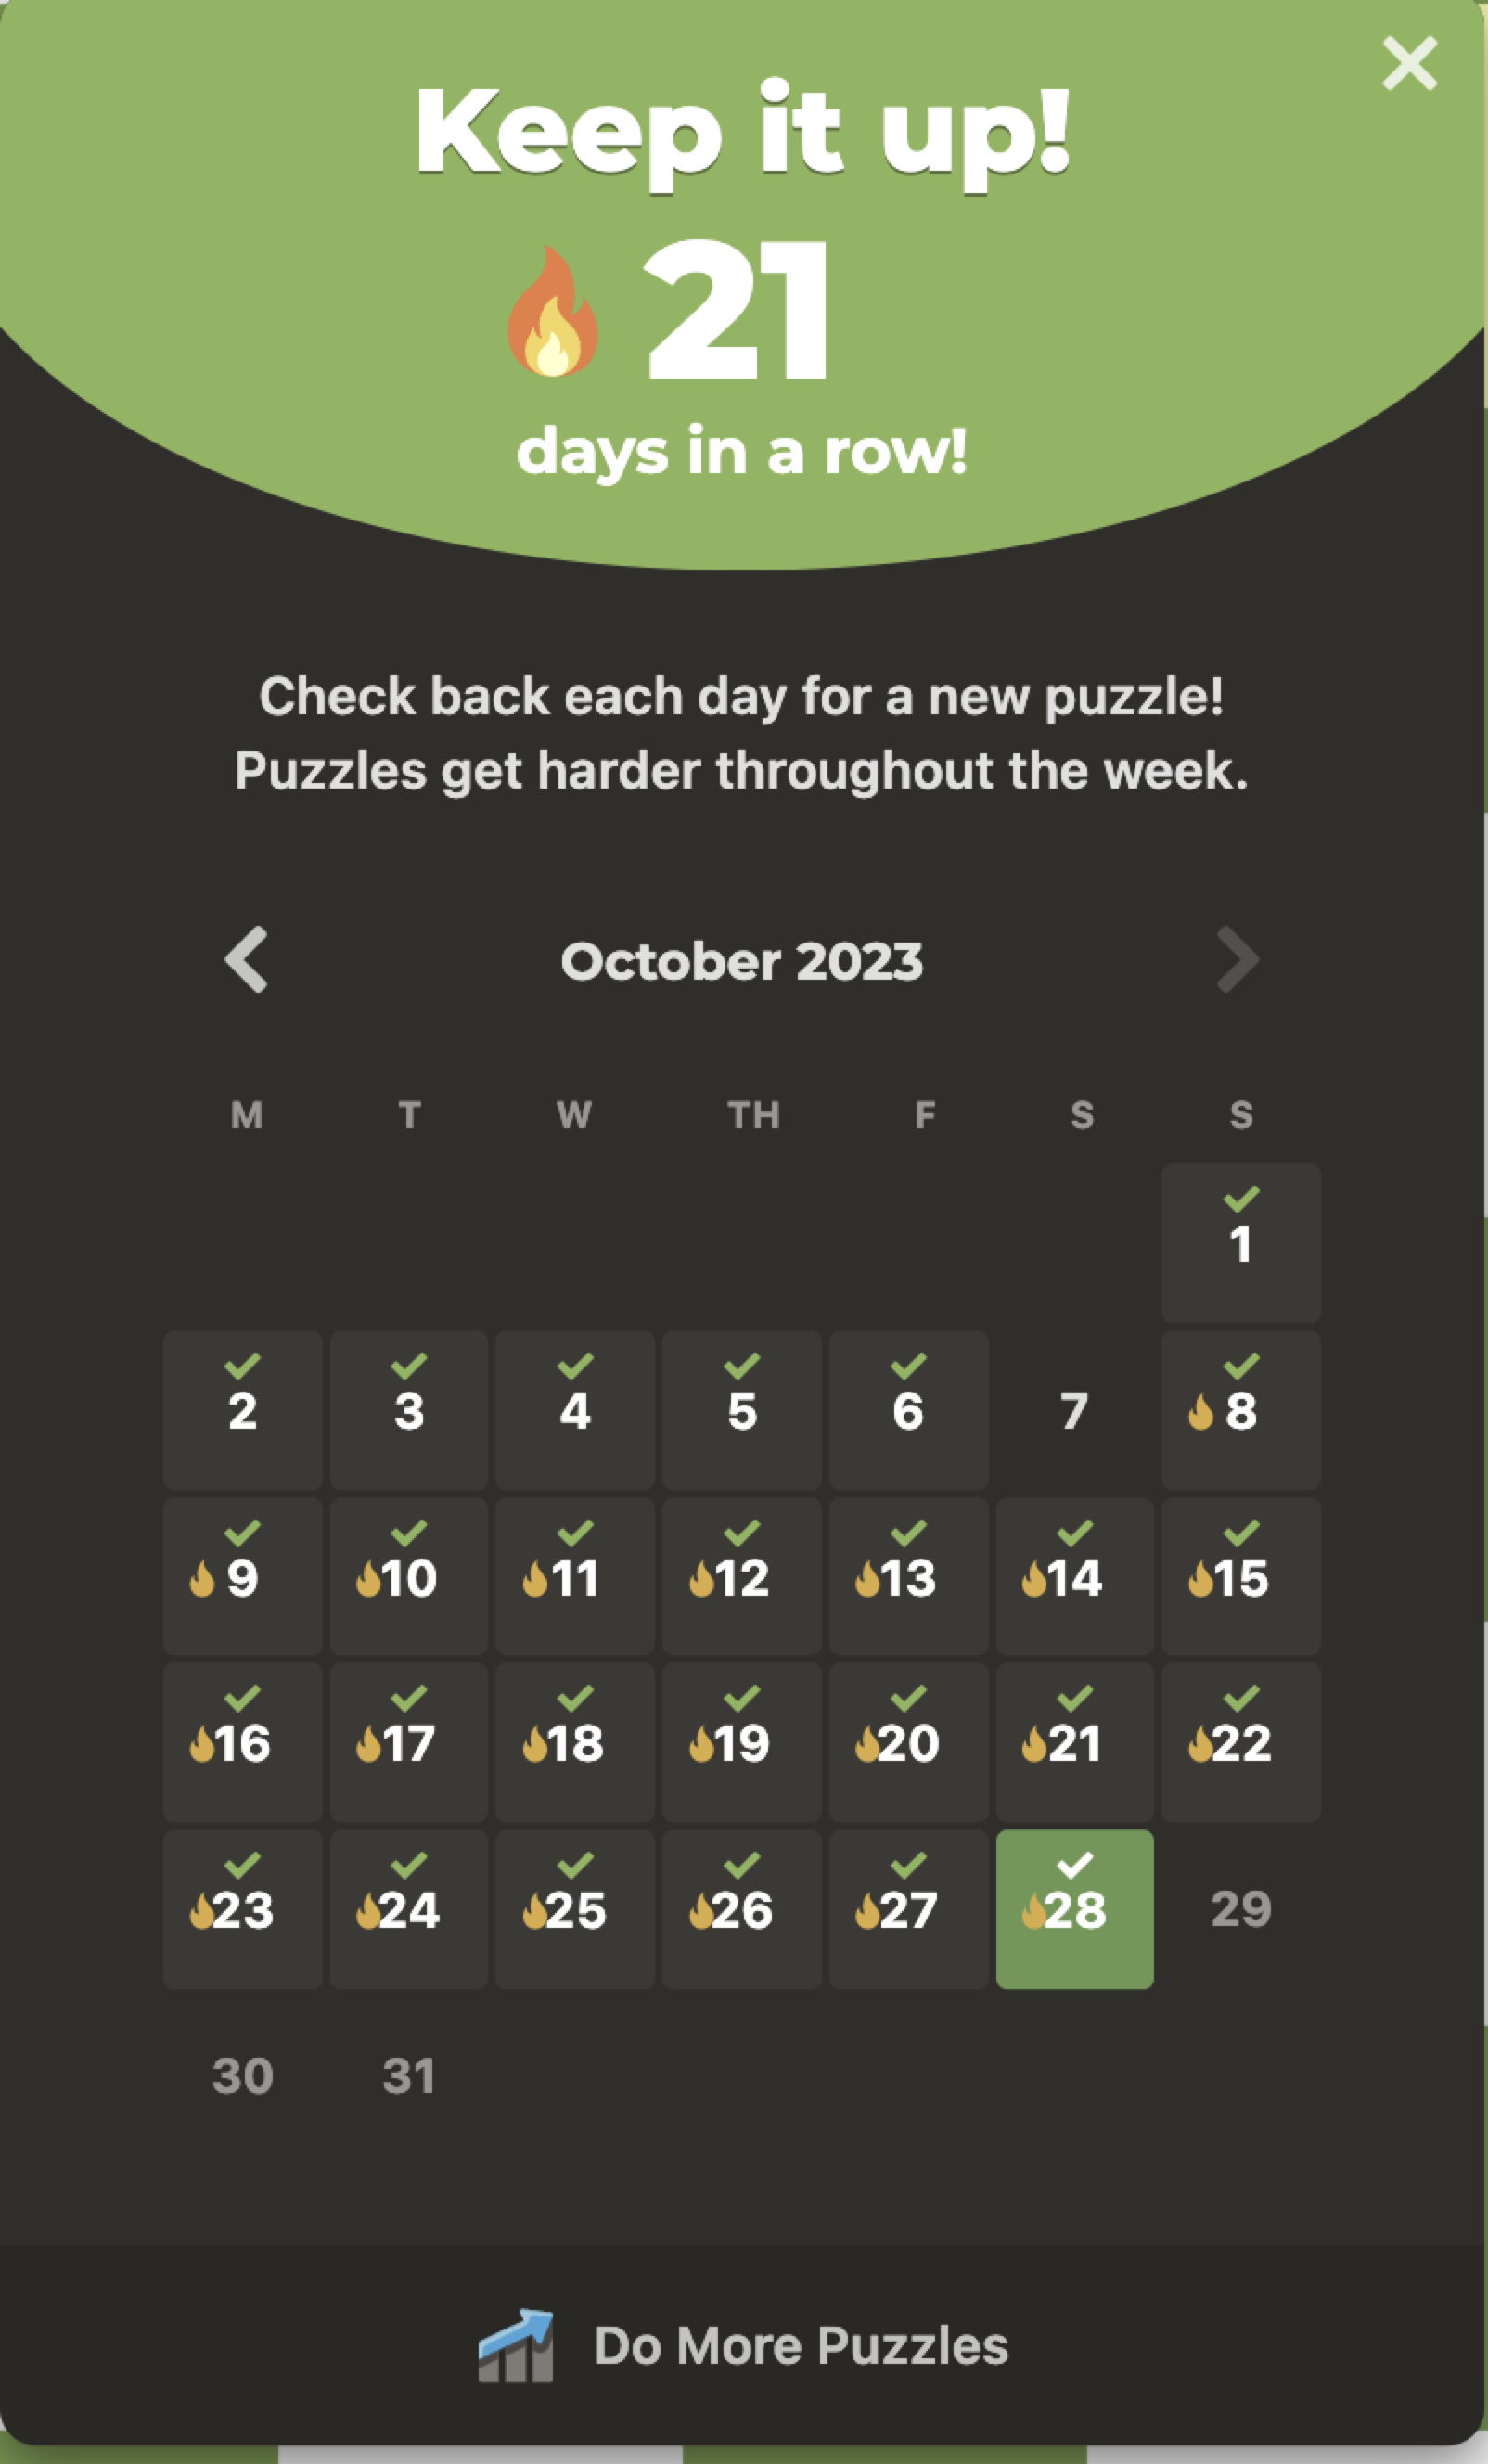 Keep it up!
21
days in a row!
Check back each day for a new puzzle!
Puzzles get harder throughout the week.
October 2023
M T W TH F S S
1
2 3 4 5 6 7 8
9 10 11 12 13 14 15
16 17 18 19 20 21 22
23 24 25 26 27 28 29
30 31
Do More Puzzles